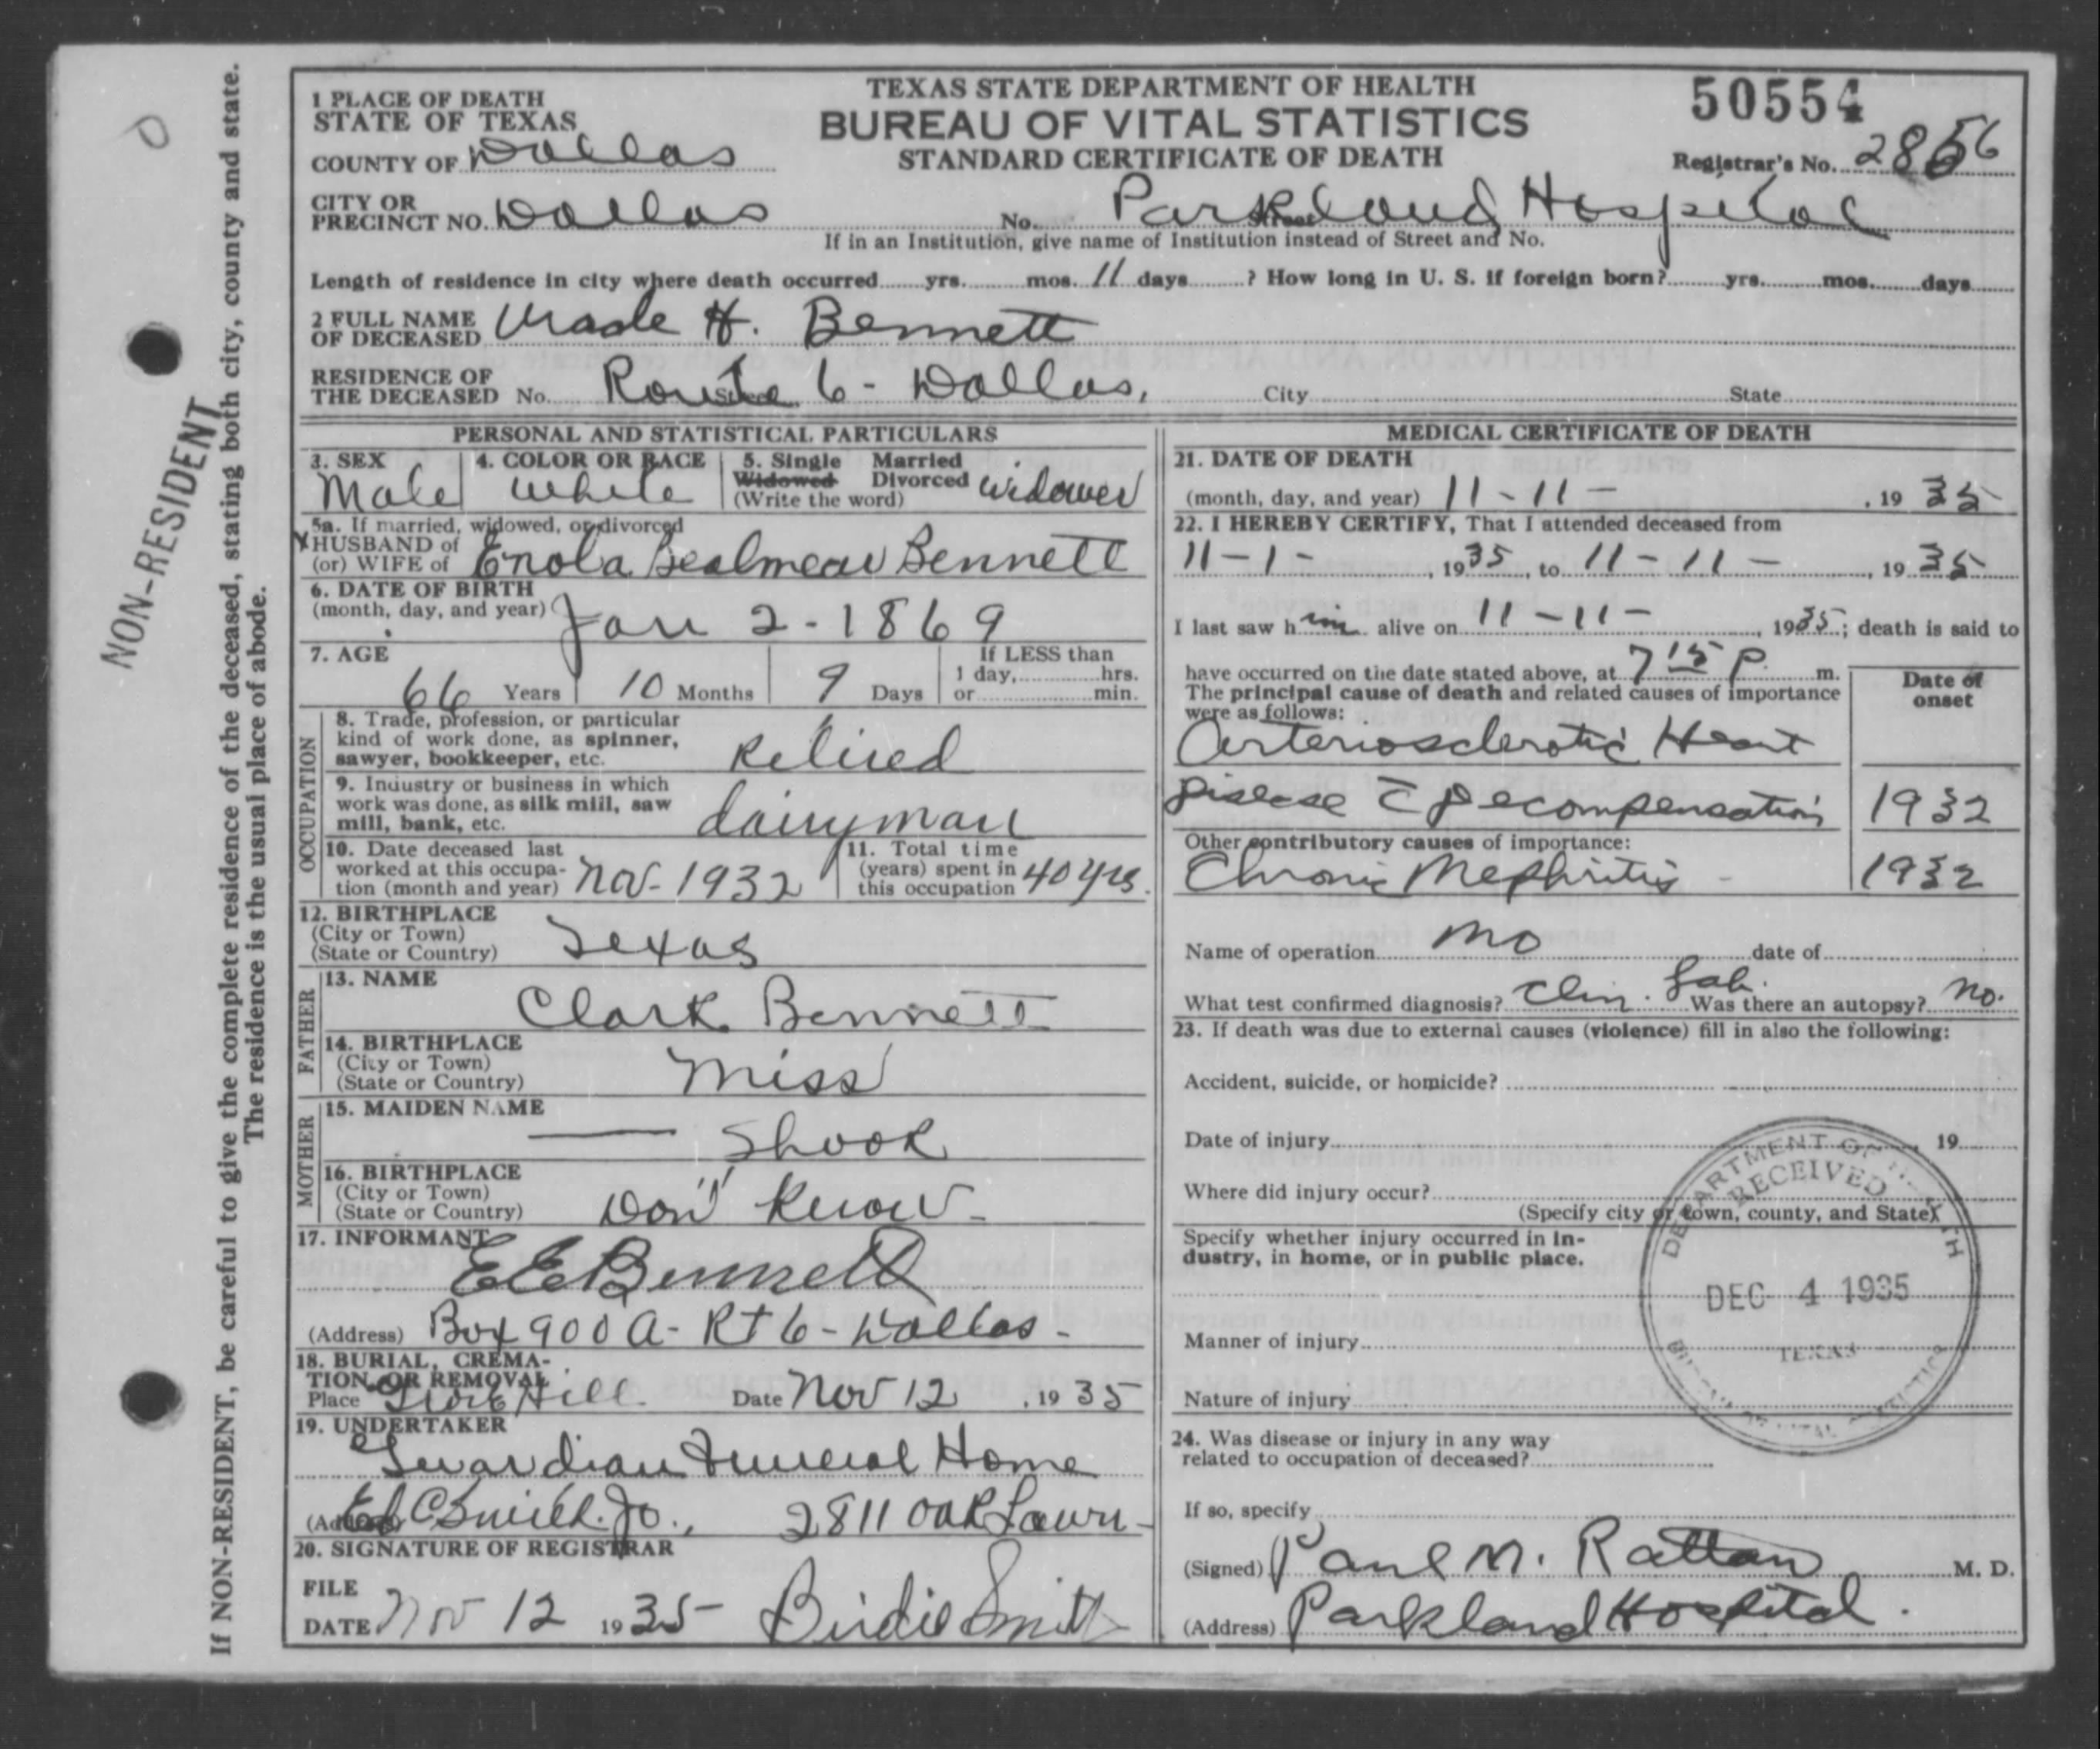 50554
1 PLACE OF DEATH
STATE OF TEXAS
COUNTY OF Dallas
TEXAS STATE DEPARTMENT OF HEALTH
BUREAU OF VITAL STATISTICS
STANDARD CERTIFICATE OF DEATH
Registrar's No. 2856
CITY OR
PRECINCT NO. Dallas No. Parkland Hospital Street
If in an Institution, give name of Institution instead of Street and No.
Length of residence in city where death occurred yrs. mos. 11 days ? How long in U. S. if foreign born? yrs. mos. days
2 FULL NAME
OF DECEASED Wade H. Bennett
RESIDENCE OF
THE DECEASED No. Route 6 - Dallas, Street City State
PERSONAL AND STATISTICAL PARTICULARS
3. SEX
Male
4. COLOR OR RACE
White
5. Single Married
Widowed Divorced widower
(Write the word)
5a. If married, widowed, or divorced
HUSBAND of
(or) WIFE of Enola Bennett
6. DATE OF BIRTH
(month, day, and year) Jan 2 - 1869
7. AGE
66 Years 10 Months 9 Days
If LESS than
1 day, hrs.
or min.
OCCUPATION
8. Trade, profession, or particular
kind of work done, as spinner,
sawyer, bookkeeper, etc. Retired
9. Industry or business in which
work was done, as silk mill, saw
mill, bank, etc. dairyman
10. Date deceased last
worked at this occupa-
tion (month and year) Nov - 1932
11. Total time
(years) spent in
this occupation 40 yrs.
12. BIRTHPLACE
(City or Town)
(State or Country) Texas
FATHER
13. NAME
Clark Bennett
14. BIRTHPLACE
(City or Town)
(State or Country) Miss
MOTHER
15. MAIDEN NAME
— Shook
16. BIRTHPLACE
(City or Town)
(State or Country) Don't Know -
17. INFORMANT
E E Bennett
(Address) Box 900 A - Rt 6 - Dallas -
18. BURIAL, CREMA-
TION OR REMOVAL
Place Hill Date Nov 12 , 19 35
19. UNDERTAKER
Guardian Funeral Home
(Address) Ed C Smith Jr., 2811 Oak Lawn -
20. SIGNATURE OF REGISTRAR
FILE
DATE Nov 12 19 35 - Birdie Smith
MEDICAL CERTIFICATE OF DEATH
21. DATE OF DEATH
(month, day, and year) 11 - 11 - , 19 35
22. I HEREBY CERTIFY, That I attended deceased from
11 - 1 - , 19 35, to 11 - 11 - , 19 35
I last saw h im alive on 11 - 11 - , 19 35; death is said to
have occurred on the date stated above, at 7 15 P. m.
The principal cause of death and related causes of importance
were as follows:
Date of
onset
Arteriosclerotic Heart
Disease c̄ Decompensation 1932
Other contributory causes of importance:
Chronic Nephritis - 1932
Name of operation no date of
What test confirmed diagnosis? Clin. Lab. Was there an autopsy? no.
23. If death was due to external causes (violence) fill in also the following:
Accident, suicide, or homicide?
Date of injury , 19
Where did injury occur?
(Specify city or town, county, and State)
Specify whether injury occurred in in-
dustry, in home, or in public place.
Manner of injury
Nature of injury
24. Was disease or injury in any way
related to occupation of deceased?
If so, specify
(Signed) Paul M. Rattan M. D.
(Address) Parkland Hospital.
DEPARTMENT OF HEALTH
RECEIVED
DEC 4 1935
TEXAS
BUREAU OF VITAL STATISTICS
NON-RESIDENT
If NON-RESIDENT, be careful to give the complete residence of the deceased, stating both city, county and state.
The residence is the usual place of abode.